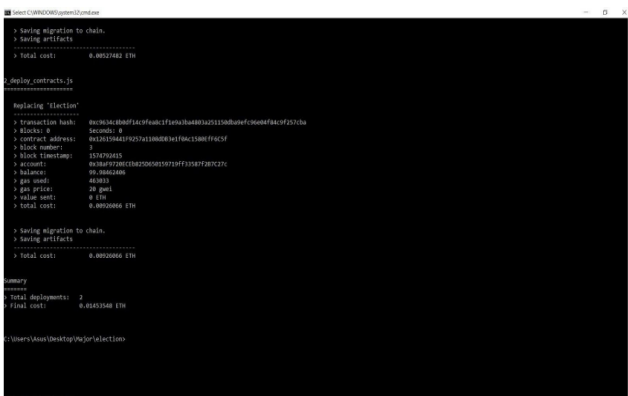 Select C:\WINDOWS\system32\cmd.exe
> Saving migration to chain.
> Saving artifacts
-------------------------------------
> Total cost: 0.00527482 ETH
2_deploy_contracts.js
=====================
Replacing 'Election'
--------------------
> transaction hash:
> Blocks: 0 Seconds: 0
> contract address:
> block number: 3
> block timestamp: 1574792415
> account:
> balance: 99.98462406
> gas used: 463033
> gas price: 20 gwei
> value sent: 0 ETH
> total cost: 0.00926066 ETH
> Saving migration to chain.
> Saving artifacts
-------------------------------------
> Total cost: 0.00926066 ETH
Summary
=======
> Total deployments: 2
> Final cost: 0.01453548 ETH
C:\Users\Asus\Desktop\Major\election>